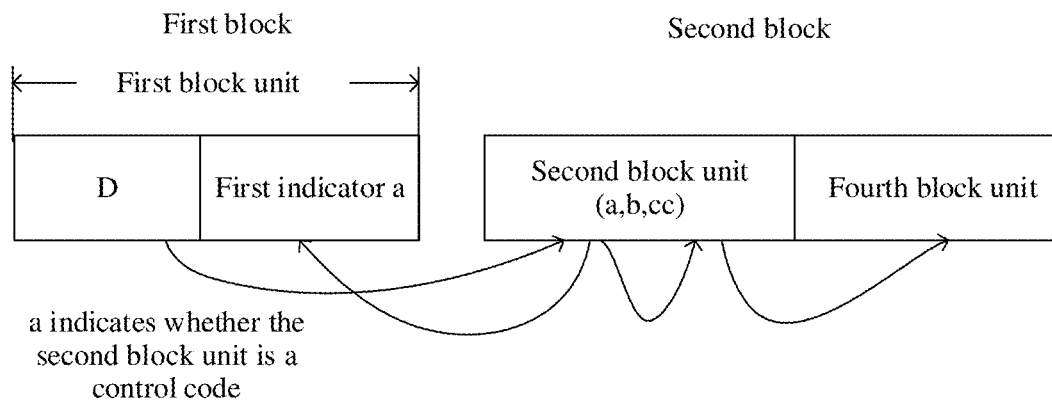 First block
Second block
First block unit
D
First indicator a
Second block unit
(a,b,cc)
Fourth block unit
a indicates whether the
second block unit is a
control code